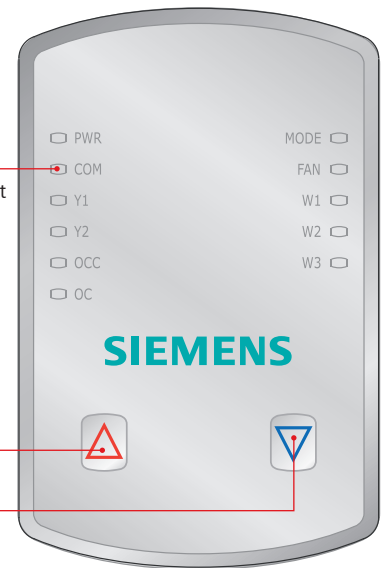 PWR MODE
COM FAN
t
Y1 W1
Y2 W2
OCC W3
OC
SIEMENS